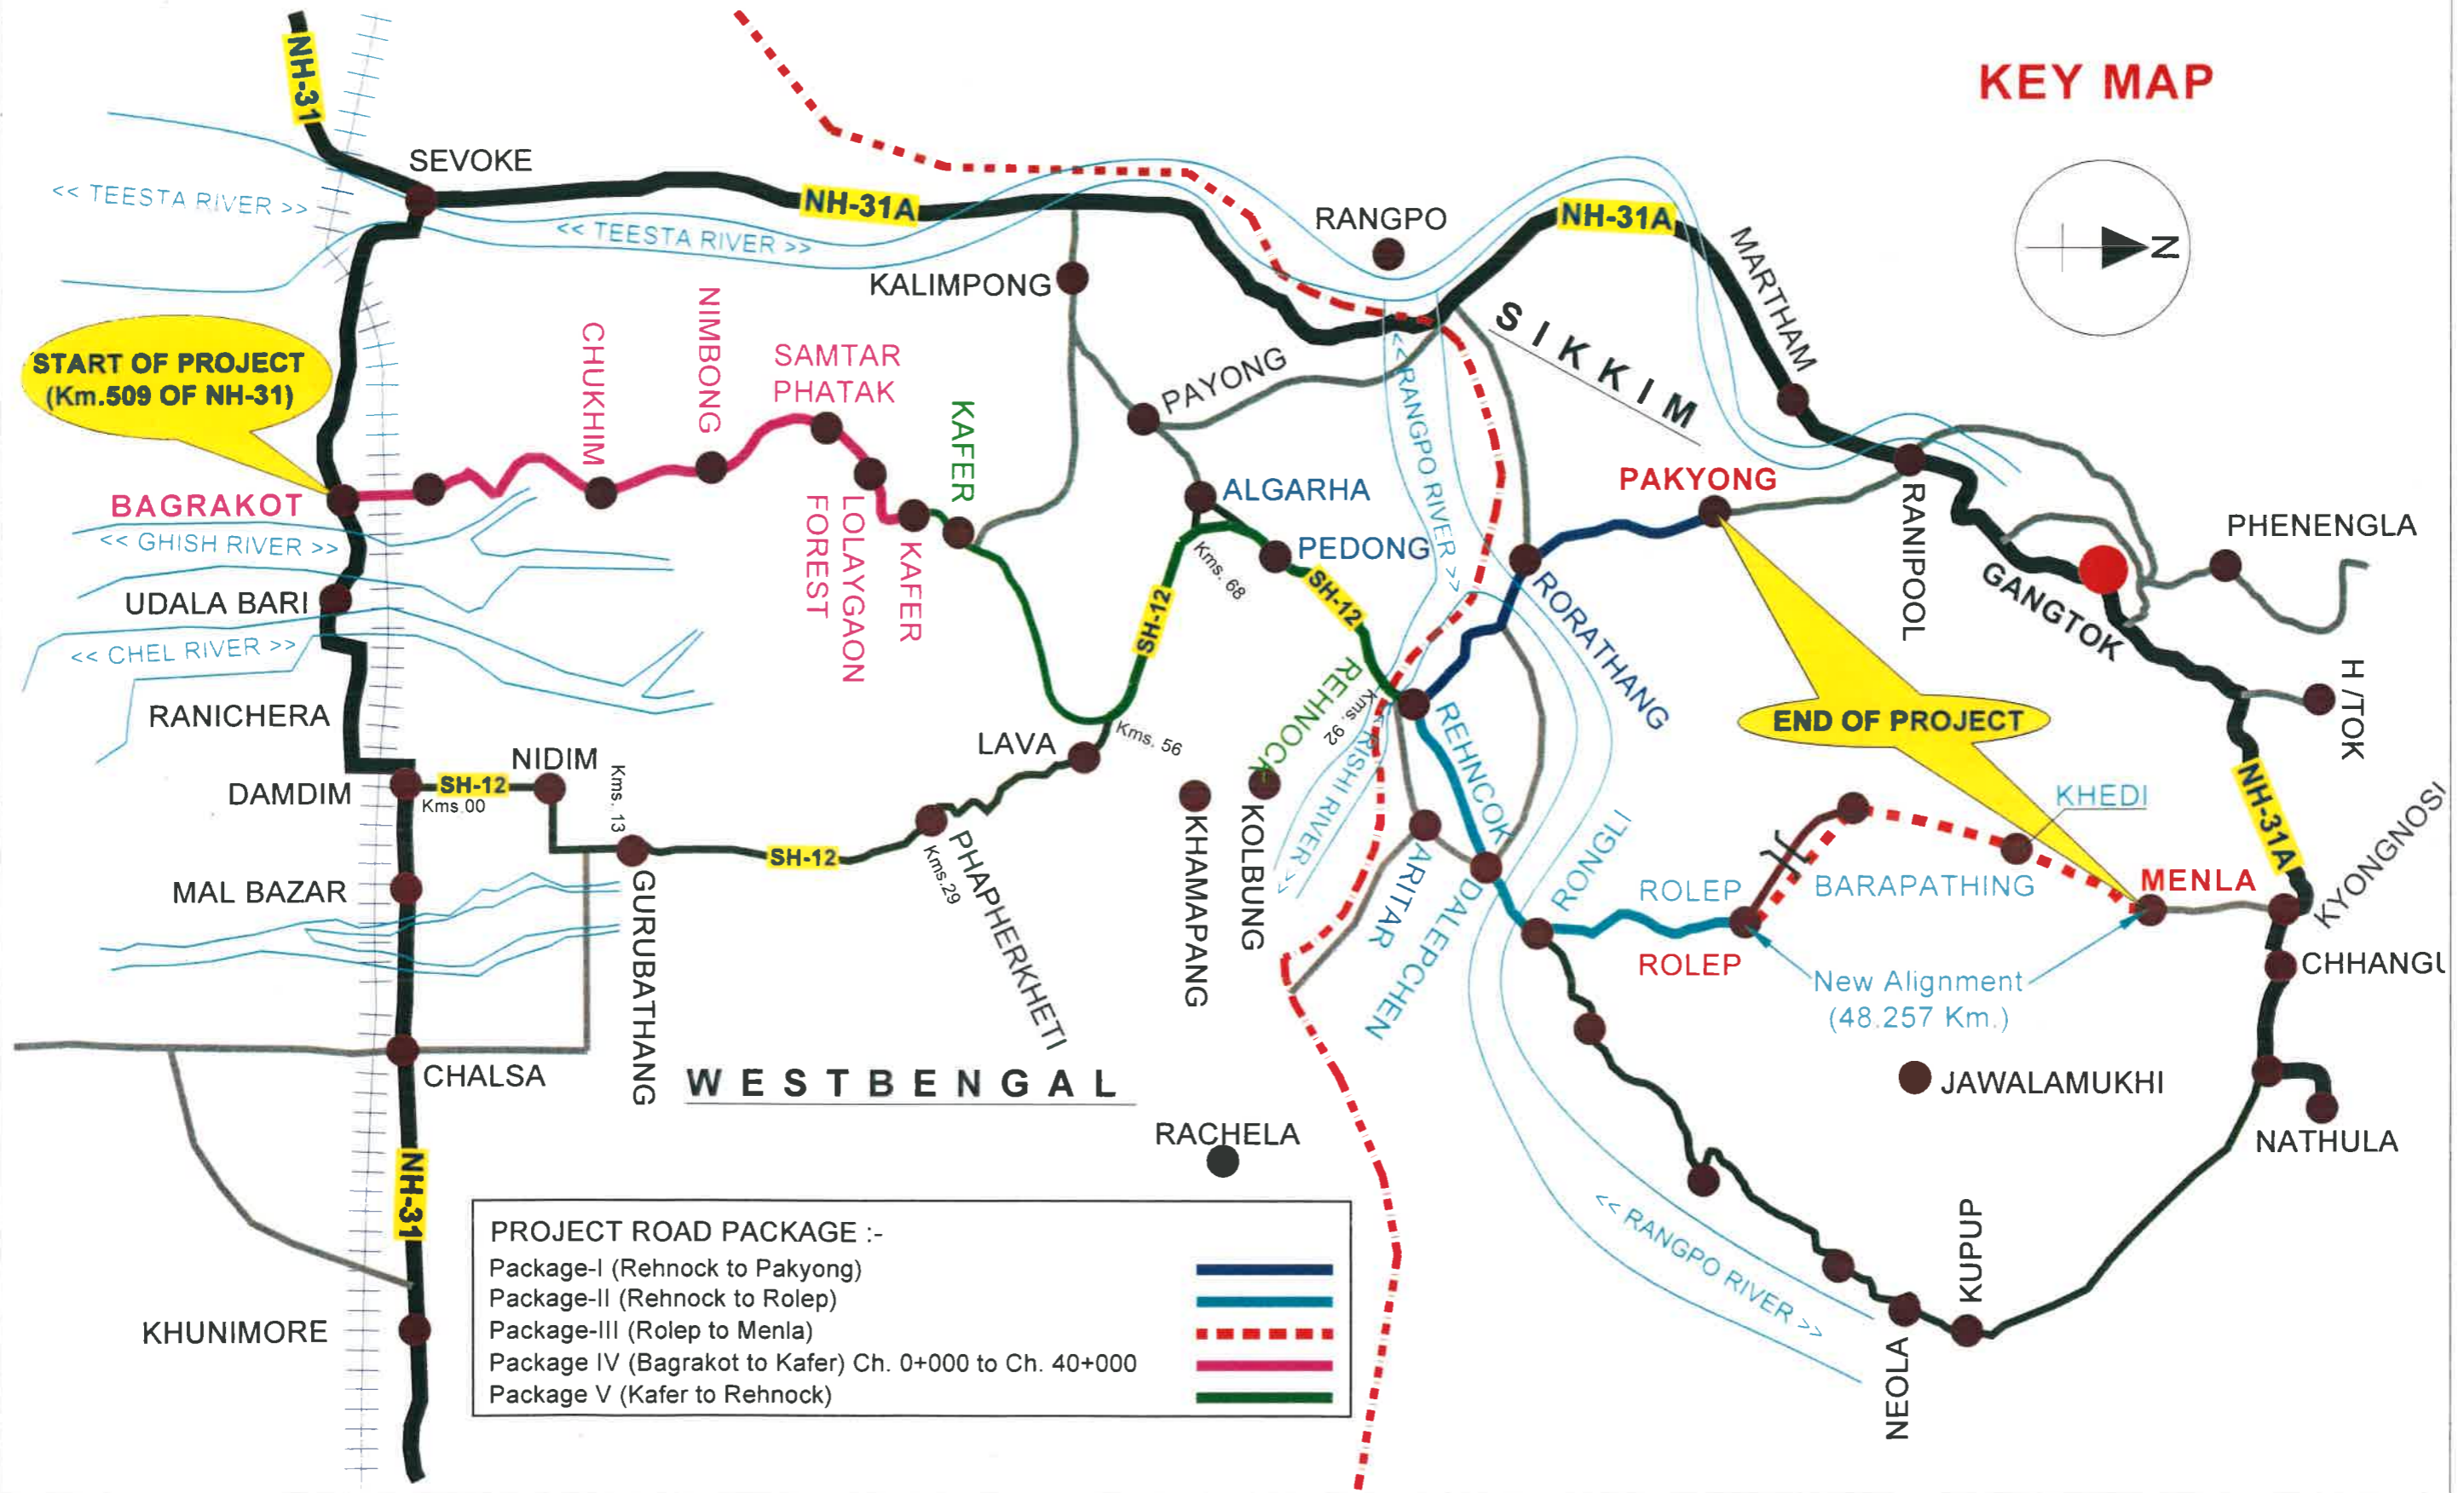 KEY MAP
N
NH-31
SEVOKE
<< TEESTA RIVER >>
<< TEESTA RIVER >>
NH-31A
RANGPO
NH-31A
MARTHAM
KALIMPONG
START OF PROJECT
(Km.509 OF NH-31)
CHUKHIM
NIMBONG
SAMTAR
PHATAK
KAFER
PAYONG
<< RANGPO RIVER >>
SIKKIM
BAGRAKOT
<< GHISH RIVER >>
LOLAYGAON
FOREST
KAFER
ALGARHA
PEDONG
Kms. 68
SH-12
SH-12
PAKYONG
RANIPOOL
GANGTOK
PHENENGLA
UDALA BARI
<< CHEL RIVER >>
RANICHERA
REHNOCK
Kms. 92
<< RISHI RIVER >>
RORATHANG
REHNCOK
END OF PROJECT
H /TOK
NH-31A
KYONGNOSI
LAVA
Kms. 56
DAMDIM
SH-12
Kms.00
NIDIM
Kms. 13
SH-12
PHAPHERKHETI
Kms.29
KHAMAPANG
KOLBUNG
ARITAR
DALEPCHEN
RONGLI
ROLEP
ROLEP
BARAPATHING
KHEDI
MENLA
New Alignment
(48.257 Km.)
CHHANGU
MAL BAZAR
GURUBATHANG
CHALSA
WESTBENGAL
RACHELA
JAWALAMUKHI
NATHULA
NH-31
KHUNIMORE
<< RANGPO RIVER >>
KUPUP
NEOLA
PROJECT ROAD PACKAGE :-
Package-I (Rehnock to Pakyong)
Package-II (Rehnock to Rolep)
Package-III (Rolep to Menla)
Package IV (Bagrakot to Kafer) Ch. 0+000 to Ch. 40+000
Package V (Kafer to Rehnock)